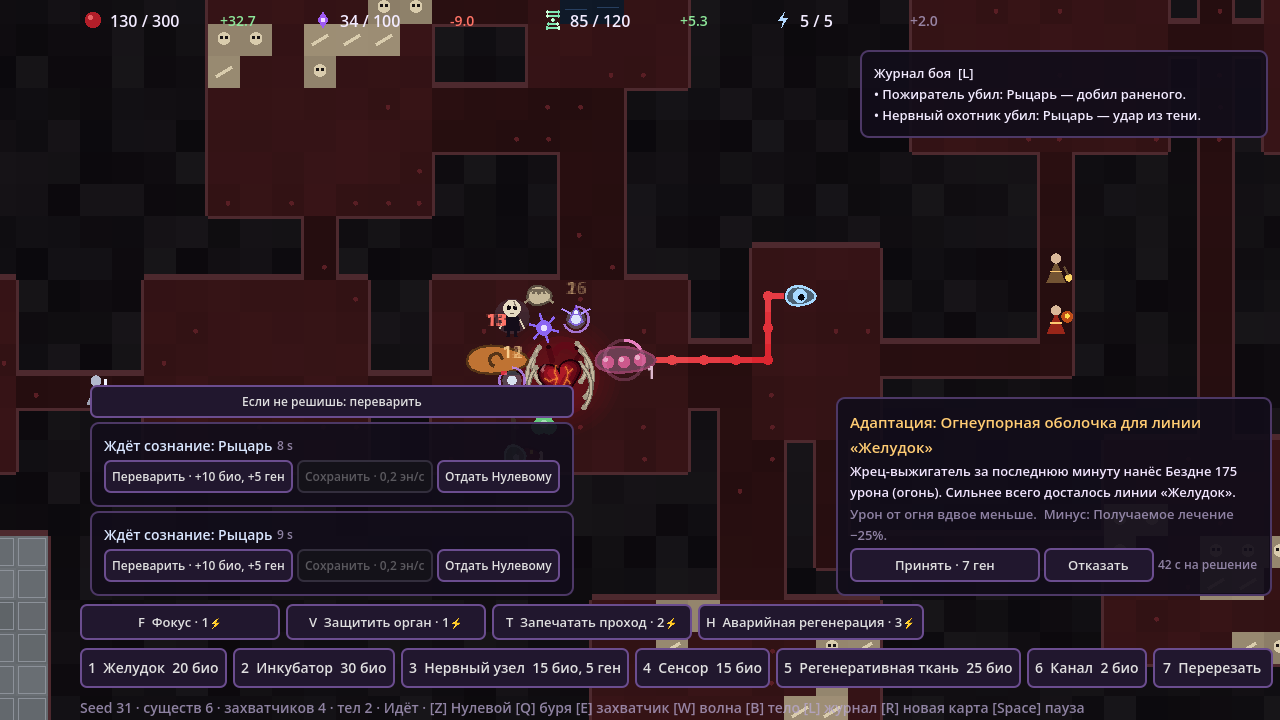 130 / 300 +32.7 34 / 100 -9.0 85 / 120 +5.3 5 / 5 +2.0
Журнал боя [L]
• Пожиратель убил: Рыцарь — добил раненого.
• Нервный охотник убил: Рыцарь — удар из тени.
26
13
12
1
Если не решишь: переварить
Ждёт сознание: Рыцарь 8 s
Переварить · +10 био, +5 ген Сохранить · 0,2 эн/с Отдать Нулевому
Ждёт сознание: Рыцарь 9 s
Переварить · +10 био, +5 ген Сохранить · 0,2 эн/с Отдать Нулевому
Адаптация: Огнеупорная оболочка для линии
«Желудок»
Жрец-выжигатель за последнюю минуту нанёс Бездне 175
урона (огонь). Сильнее всего досталось линии «Желудок».
Урон от огня вдвое меньше. Минус: Получаемое лечение
−25%.
Принять · 7 ген Отказать 42 с на решение
F Фокус · 1⚡ V Защитить орган · 1⚡ T Запечатать проход · 2⚡ H Аварийная регенерация · 3⚡
1 Желудок 20 био 2 Инкубатор 30 био 3 Нервный узел 15 био, 5 ген 4 Сенсор 15 био 5 Регенеративная ткань 25 био 6 Канал 2 био 7 Перерезать
Seed 31 · существ 6 · захватчиков 4 · тел 2 · Идёт · [Z] Нулевой [Q] буря [E] захватчик [W] волна [B] тело [L] журнал [R] новая карта [Space] пауза